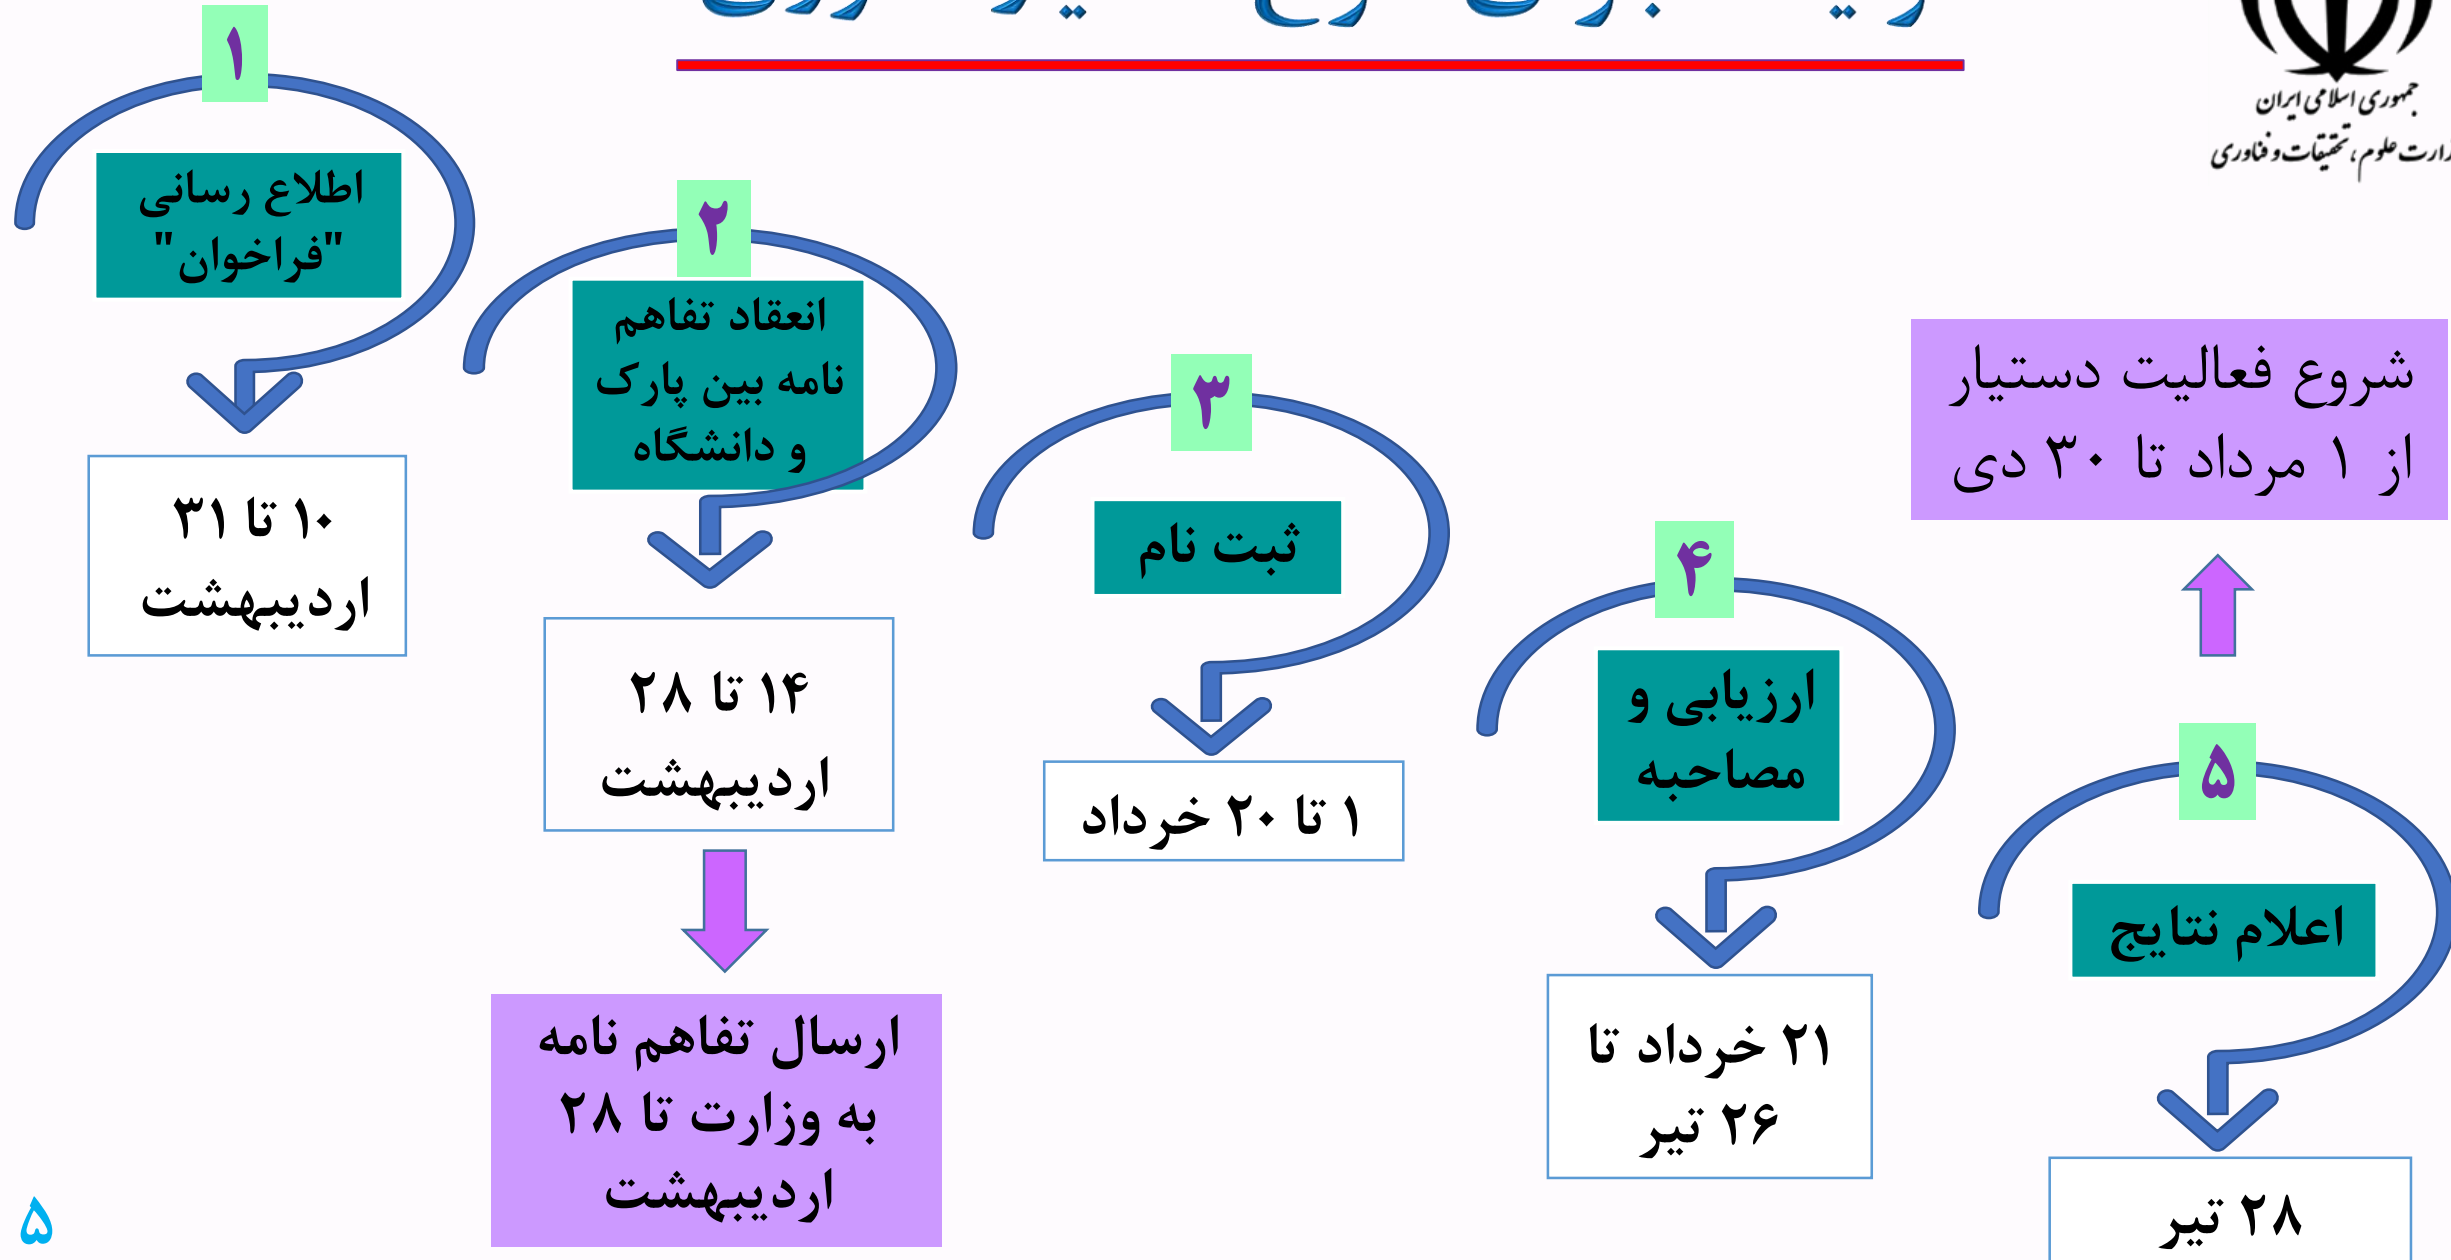 جمهوری اسلامی ایران
علوم، تحقیقات و فناوری
۱
اطلاع رسانی
"فراخوان"
۱۰ تا ۳۱
اردیبهشت
۲
انعقاد تفاهم
نامه بین پارک
و دانشگاه
۱۴ تا ۲۸
اردیبهشت
ارسال تفاهم نامه
به وزارت تا ۲۸
اردیبهشت
۳
ثبت نام
۱ تا ۲۰ خرداد
۴
ارزیابی و
مصاحبه
۲۱ خرداد تا
۲۶ تیر
شروع فعالیت دستیار
از ۱ مرداد تا ۳۰ دی
۵
اعلام نتایج
۲۸ تیر
۵